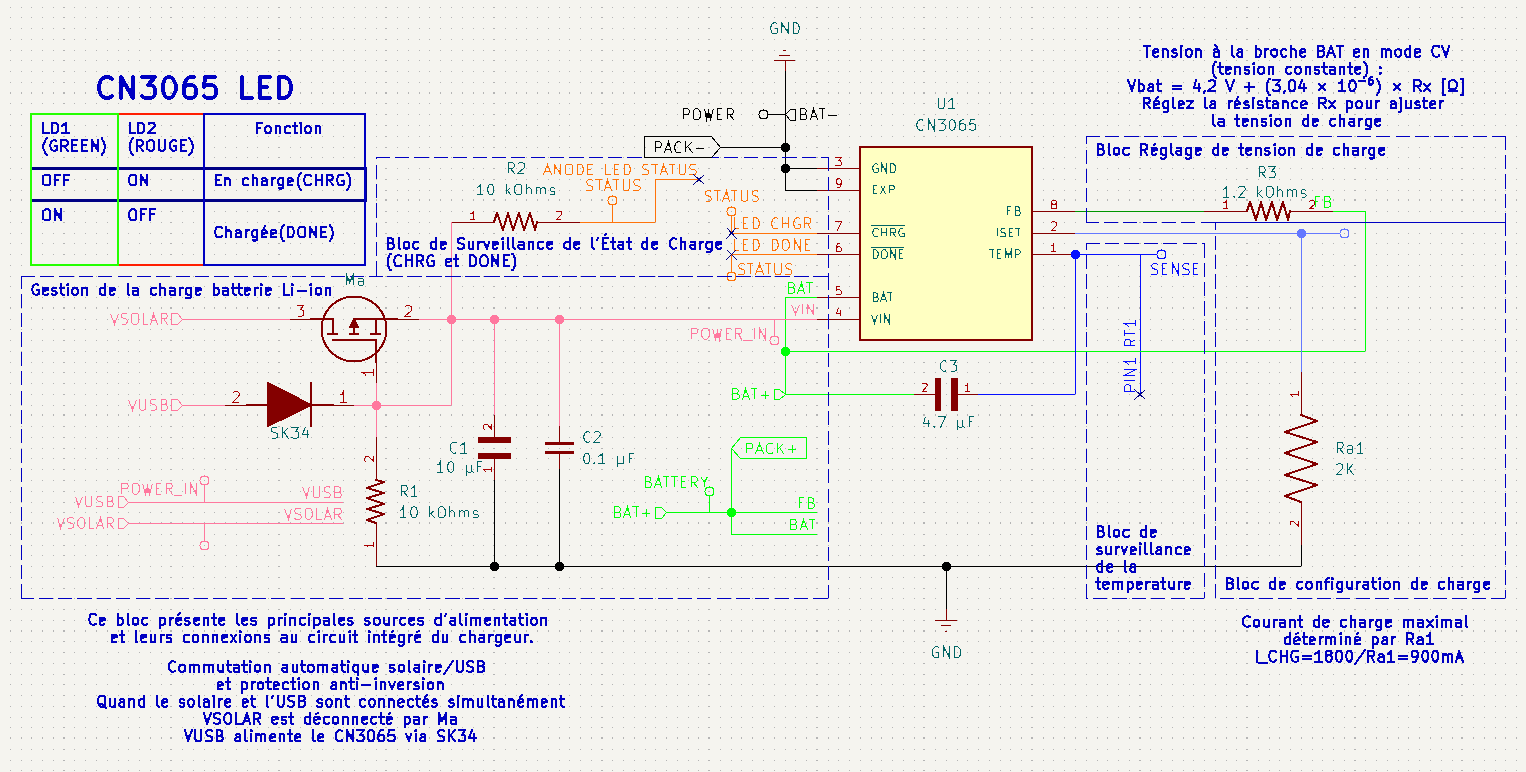 GND
Tension à la broche BAT en mode CV
(tension constante) :
Vbat = 4,2 V + (3,04 × 10⁻⁶) × Rx [Ω]
Réglez la résistance Rx pour ajuster
la tension de charge
CN3065 LED
LD1
(GREEN)
LD2
(ROUGE)
Fonction
OFF
ON
En charge(CHRG)
ON
OFF
Chargée(DONE)
POWER
BAT-
PACK-
U1
CN3065
Bloc Réglage de tension de charge
R2
10 kOhms
1
2
ANODE LED STATUS
STATUS
STATUS
LED CHGR
LED DONE
STATUS
Bloc de Surveillance de l'État de Charge
(CHRG et DONE)
3
9
7
6
5
4
GND
EXP
CHRG
DONE
BAT
VIN
FB
ISET
TEMP
8
2
1
R3
1.2 kOhms
1
2
FB
SENSE
PIN1 RT1
Gestion de la charge batterie Li-ion
Ma
VSOLAR
3
2
1
BAT
VIN
POWER_IN
VUSB
2
1
SK34
BAT+
C3
2
1
4.7 µF
C1
10 µF
2
1
C2
0.1 µF
R1
10 kOhms
2
1
POWER_IN
VUSB
VUSB
VSOLAR
VSOLAR
PACK+
BATTERY
BAT+
FB
BAT
1
Ra1
2K
2
Bloc de
surveillance
de la
temperature
Bloc de configuration de charge
GND
Ce bloc présente les principales sources d'alimentation
et leurs connexions au circuit intégré du chargeur.
Commutation automatique solaire/USB
et protection anti-inversion
Quand le solaire et l'USB sont connectés simultanément
VSOLAR est déconnecté par Ma
VUSB alimente le CN3065 via SK34
Courant de charge maximal
déterminé par Ra1
I_CHG=1800/Ra1=900mA